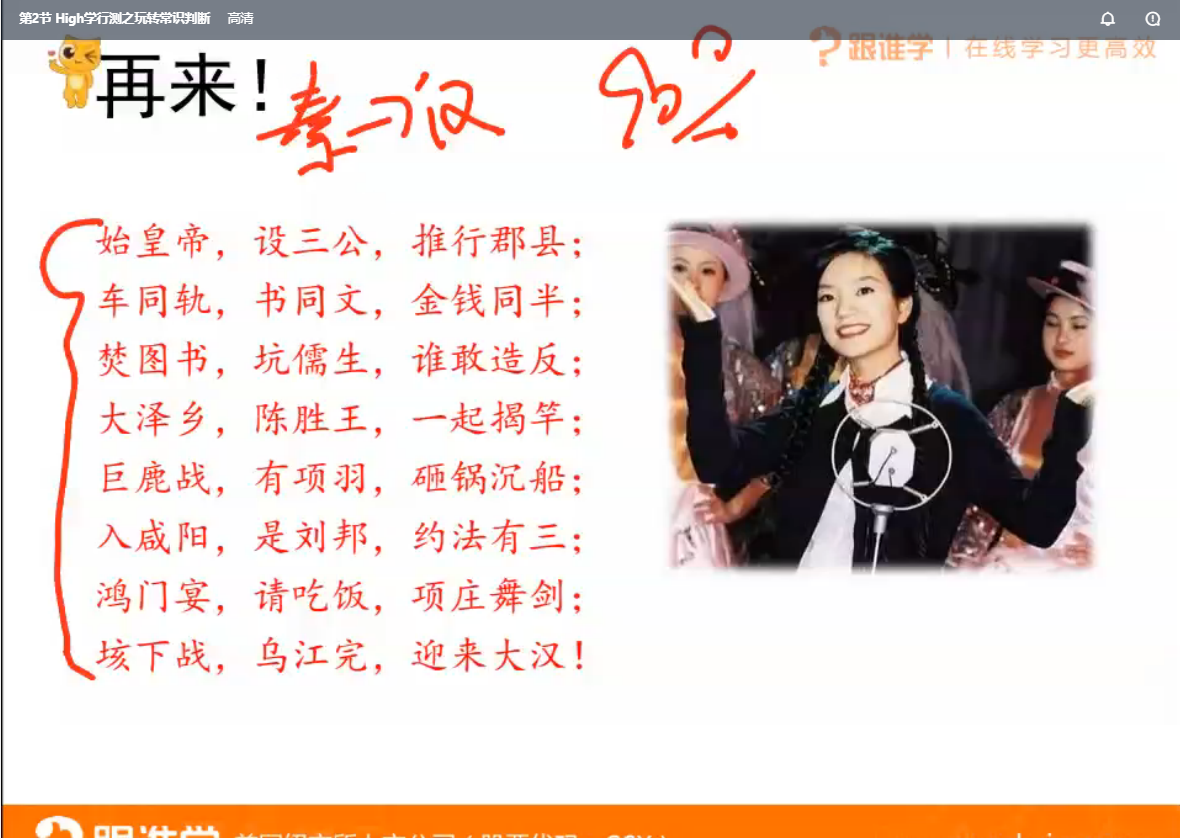 第2节 High学行测之玩转常识判断 高清
跟谁学 | 在线学习更高效
再来！
秦→汉
始皇帝，设三公，推行郡县；
车同轨，书同文，金钱同半；
焚图书，坑儒生，谁敢造反；
大泽乡，陈胜王，一起揭竿；
巨鹿战，有项羽，砸锅沉船；
入咸阳，是刘邦，约法有三；
鸿门宴，请吃饭，项庄舞剑；
垓下战，乌江完，迎来大汉！
跟谁学